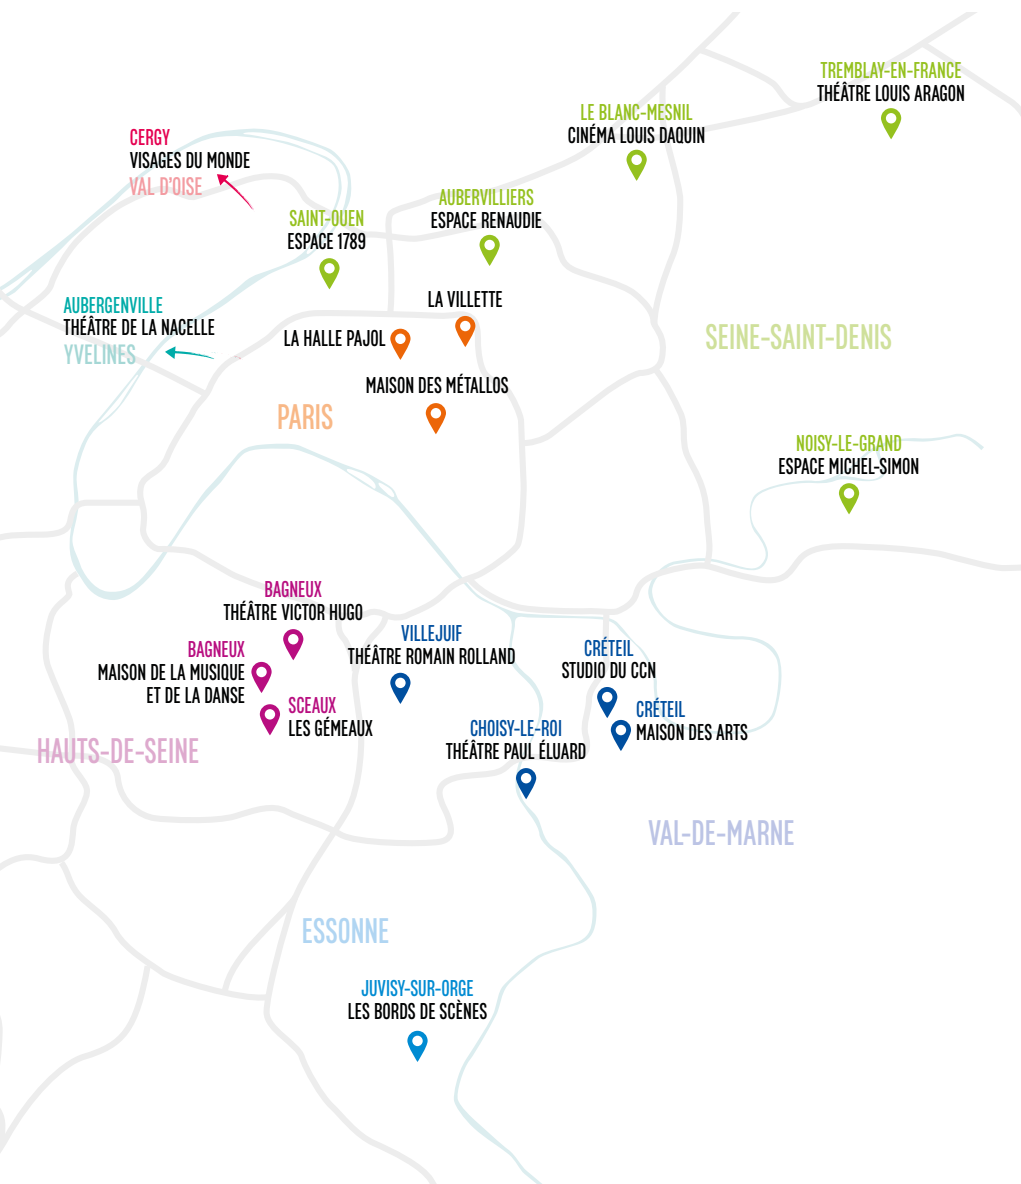 TREMBLAY-EN-FRANCE
THÉÂTRE LOUIS ARAGON
LE BLANC-MESNIL
CINÉMA LOUIS DAQUIN
CERGY
VISAGES DU MONDE
VAL D'OISE
AUBERVILLIERS
ESPACE RENAUDIE
SAINT-OUEN
ESPACE 1789
AUBERGENVILLE
THÉÂTRE DE LA NACELLE
YVELINES
LA VILLETTE
LA HALLE PAJOL
SEINE-SAINT-DENIS
MAISON DES MÉTALLOS
PARIS
NOISY-LE-GRAND
ESPACE MICHEL-SIMON
BAGNEUX
THÉÂTRE VICTOR HUGO
VILLEJUIF
THÉÂTRE ROMAIN ROLLAND
BAGNEUX
MAISON DE LA MUSIQUE
ET DE LA DANSE
CRÉTEIL
STUDIO DU CCN
SCEAUX
LES GÉMEAUX
CRÉTEIL
MAISON DES ARTS
CHOISY-LE-ROI
THÉÂTRE PAUL ÉLUARD
HAUTS-DE-SEINE
VAL-DE-MARNE
ESSONNE
JUVISY-SUR-ORGE
LES BORDS DE SCÈNES